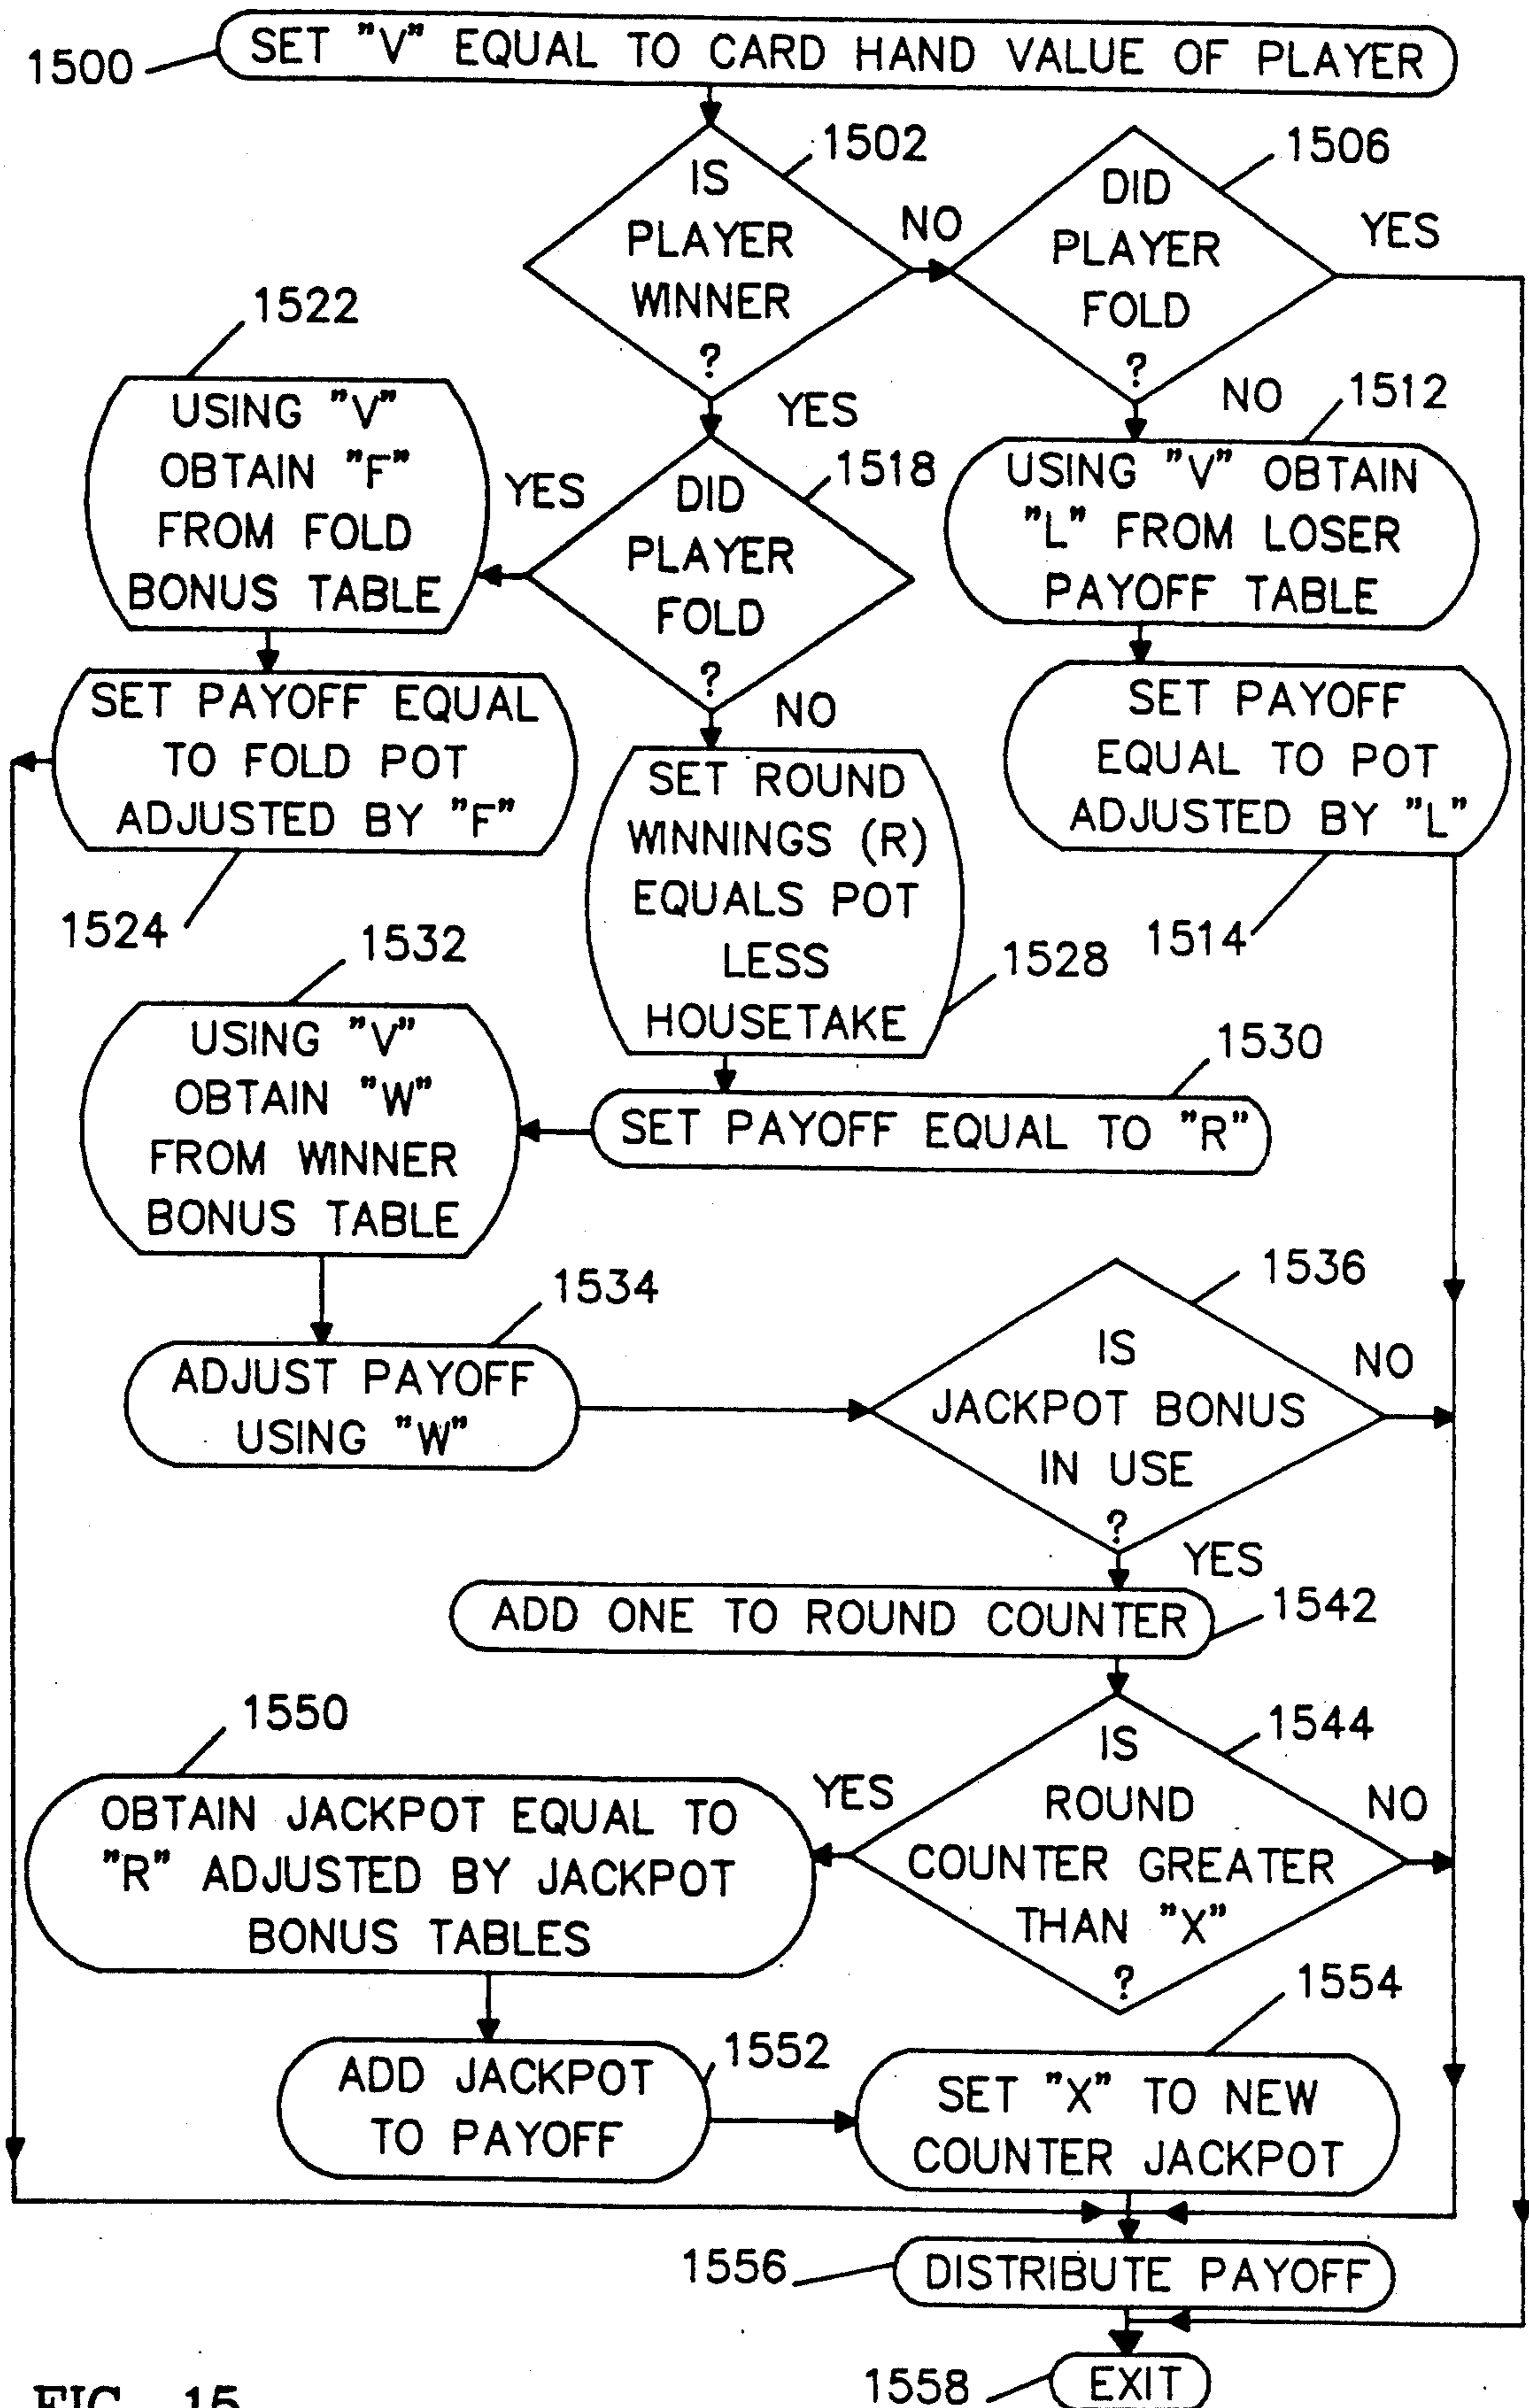 1500
SET "V" EQUAL TO CARD HAND VALUE OF PLAYER
1502
IS
PLAYER
WINNER
?
NO
1506
DID
PLAYER
FOLD
?
YES
NO
1512
USING "V" OBTAIN
"L" FROM LOSER
PAYOFF TABLE
SET PAYOFF
EQUAL TO POT
ADJUSTED BY "L"
1514
YES
1518
DID
PLAYER
FOLD
?
YES
1522
USING "V"
OBTAIN "F"
FROM FOLD
BONUS TABLE
SET PAYOFF EQUAL
TO FOLD POT
ADJUSTED BY "F"
1524
NO
SET ROUND
WINNINGS (R)
EQUALS POT
LESS
HOUSETAKE
1528
1530
SET PAYOFF EQUAL TO "R"
1532
USING "V"
OBTAIN "W"
FROM WINNER
BONUS TABLE
1534
ADJUST PAYOFF
USING "W"
1536
IS
JACKPOT BONUS
IN USE
?
NO
YES
ADD ONE TO ROUND COUNTER
1542
1544
IS
ROUND
COUNTER GREATER
THAN "X"
?
YES
NO
1550
OBTAIN JACKPOT EQUAL TO
"R" ADJUSTED BY JACKPOT
BONUS TABLES
1552
ADD JACKPOT
TO PAYOFF
1554
SET "X" TO NEW
COUNTER JACKPOT
1556
DISTRIBUTE PAYOFF
1558
EXIT
FIG. 15